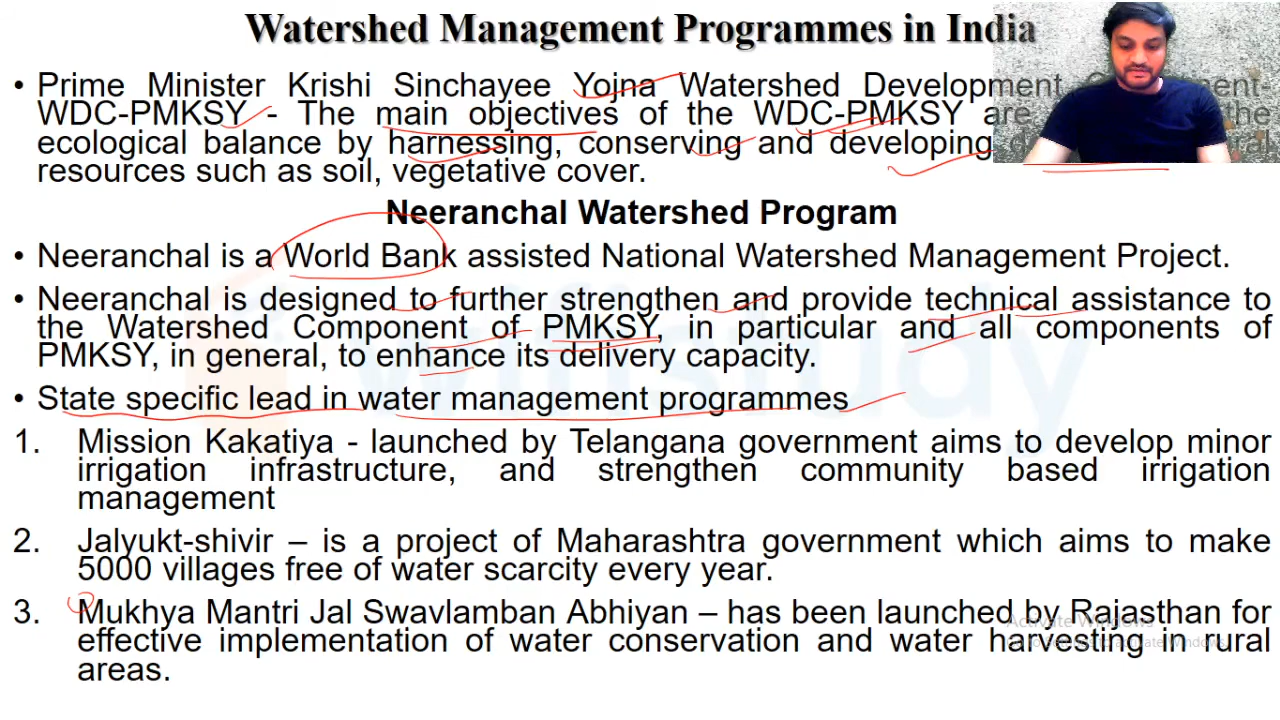 Watershed Management Programmes in India
• Prime Minister Krishi Sinchayee Yojna Watershed Development
WDC-PMKSY - The main objectives of the WDC-PMKSY are the
ecological balance by harnessing, conserving and developing
resources such as soil, vegetative cover.
Neeranchal Watershed Program
• Neeranchal is a World Bank assisted National Watershed Management Project.
• Neeranchal is designed to further strengthen and provide technical assistance to
the Watershed Component of PMKSY, in particular and all components of
PMKSY, in general, to enhance its delivery capacity.
• State specific lead in water management programmes
1. Mission Kakatiya - launched by Telangana government aims to develop minor
irrigation infrastructure, and strengthen community based irrigation
management
2. Jalyukt-shivir – is a project of Maharashtra government which aims to make
5000 villages free of water scarcity every year.
3. Mukhya Mantri Jal Swavlamban Abhiyan – has been launched by Rajasthan for
effective implementation of water conservation and water harvesting in rural
areas.
Activate Windows